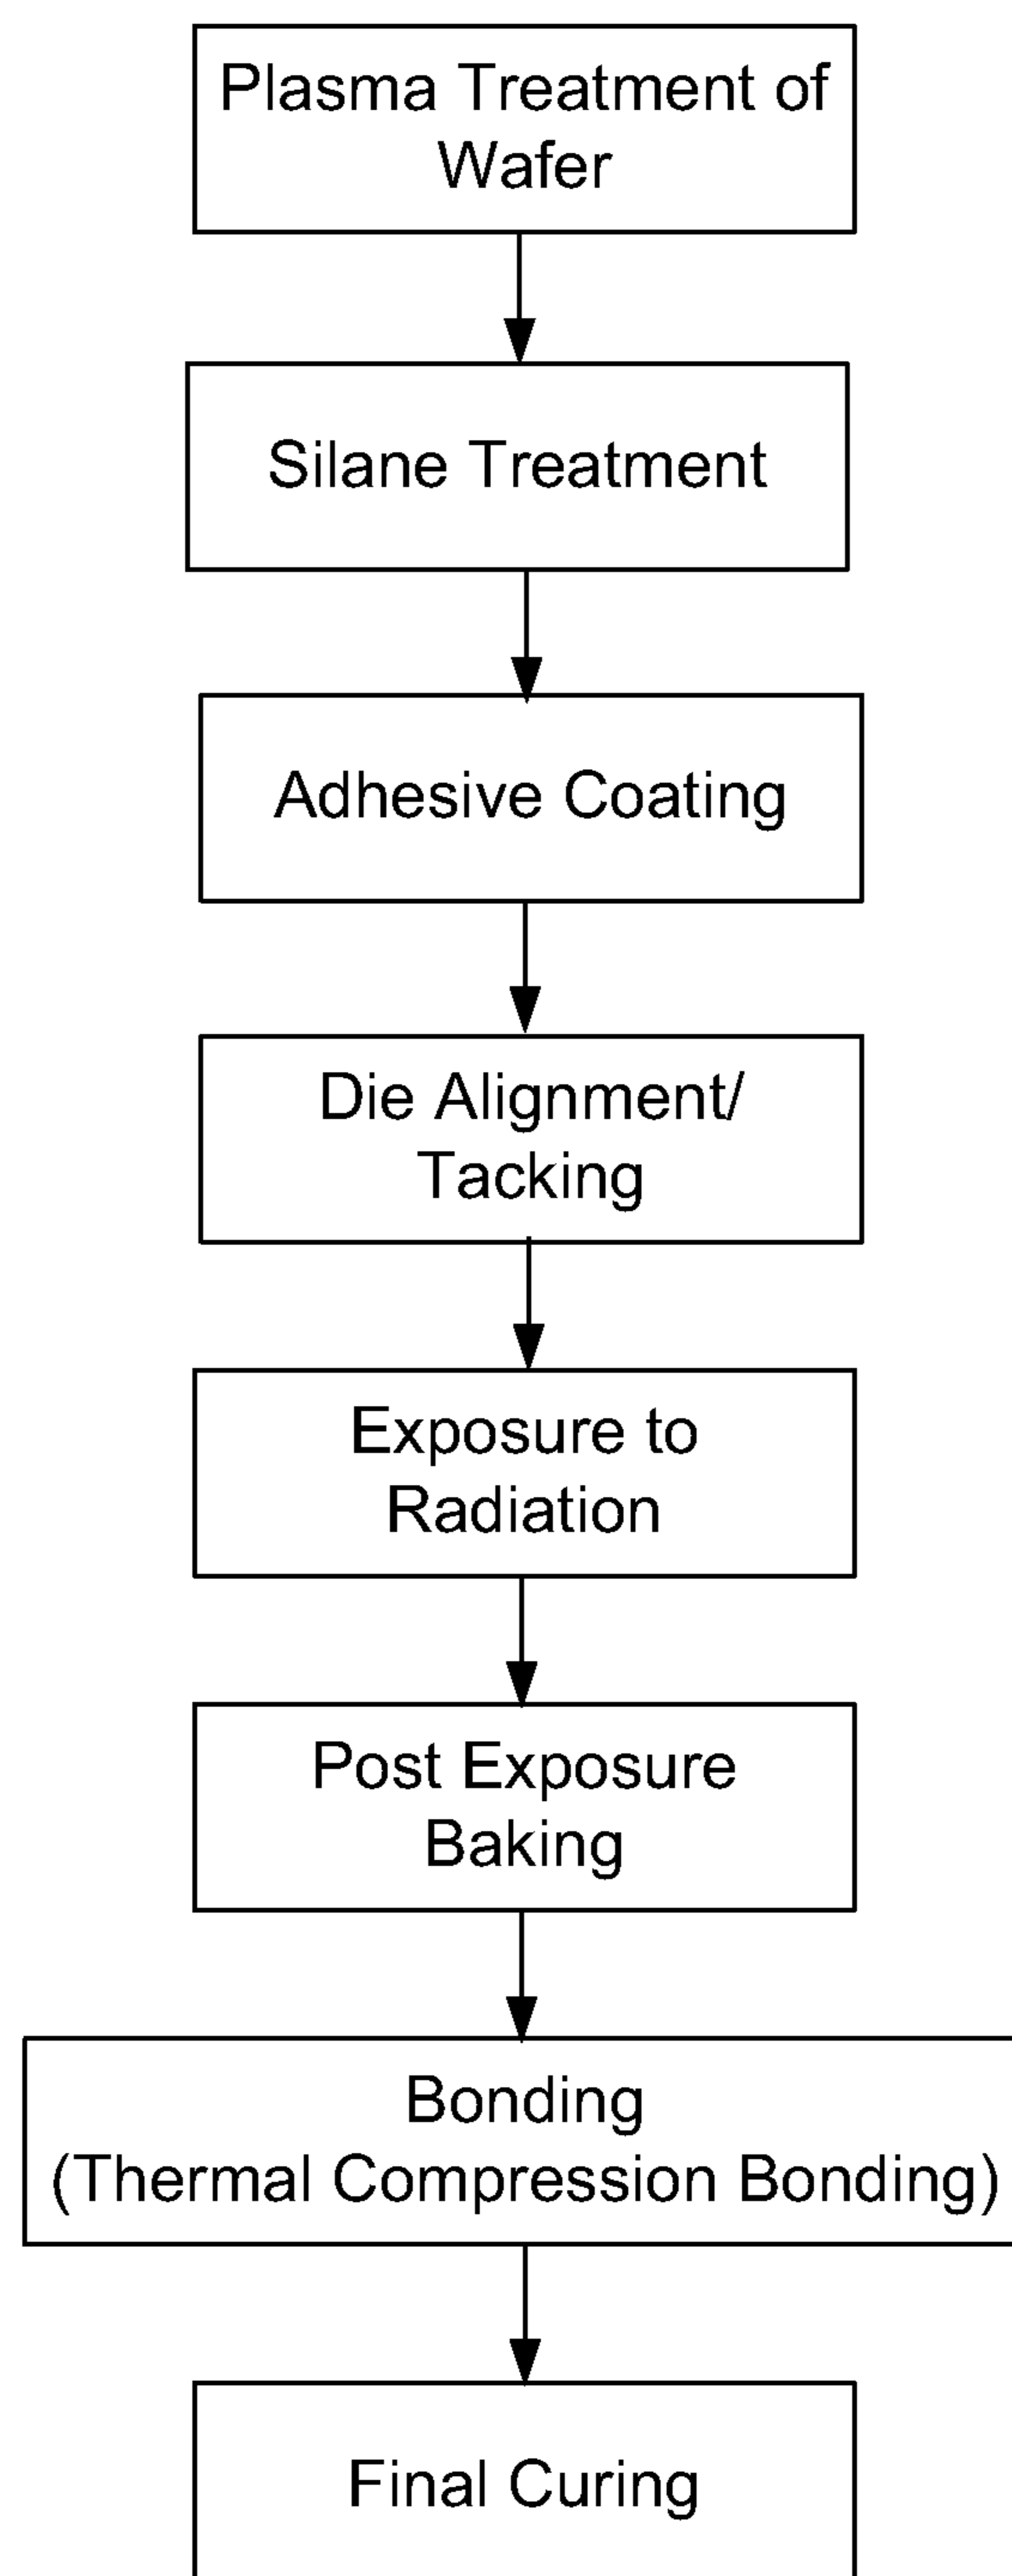 Plasma Treatment of
Wafer
Silane Treatment
Adhesive Coating
Die Alignment/
Tacking
Exposure to
Radiation
Post Exposure
Baking
Bonding
(Thermal Compression Bonding)
Final Curing